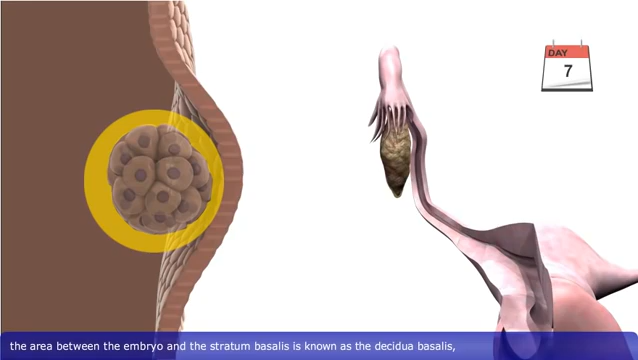 DAY
7
the area between the embryo and the stratum basalis is known as the decidua basalis,